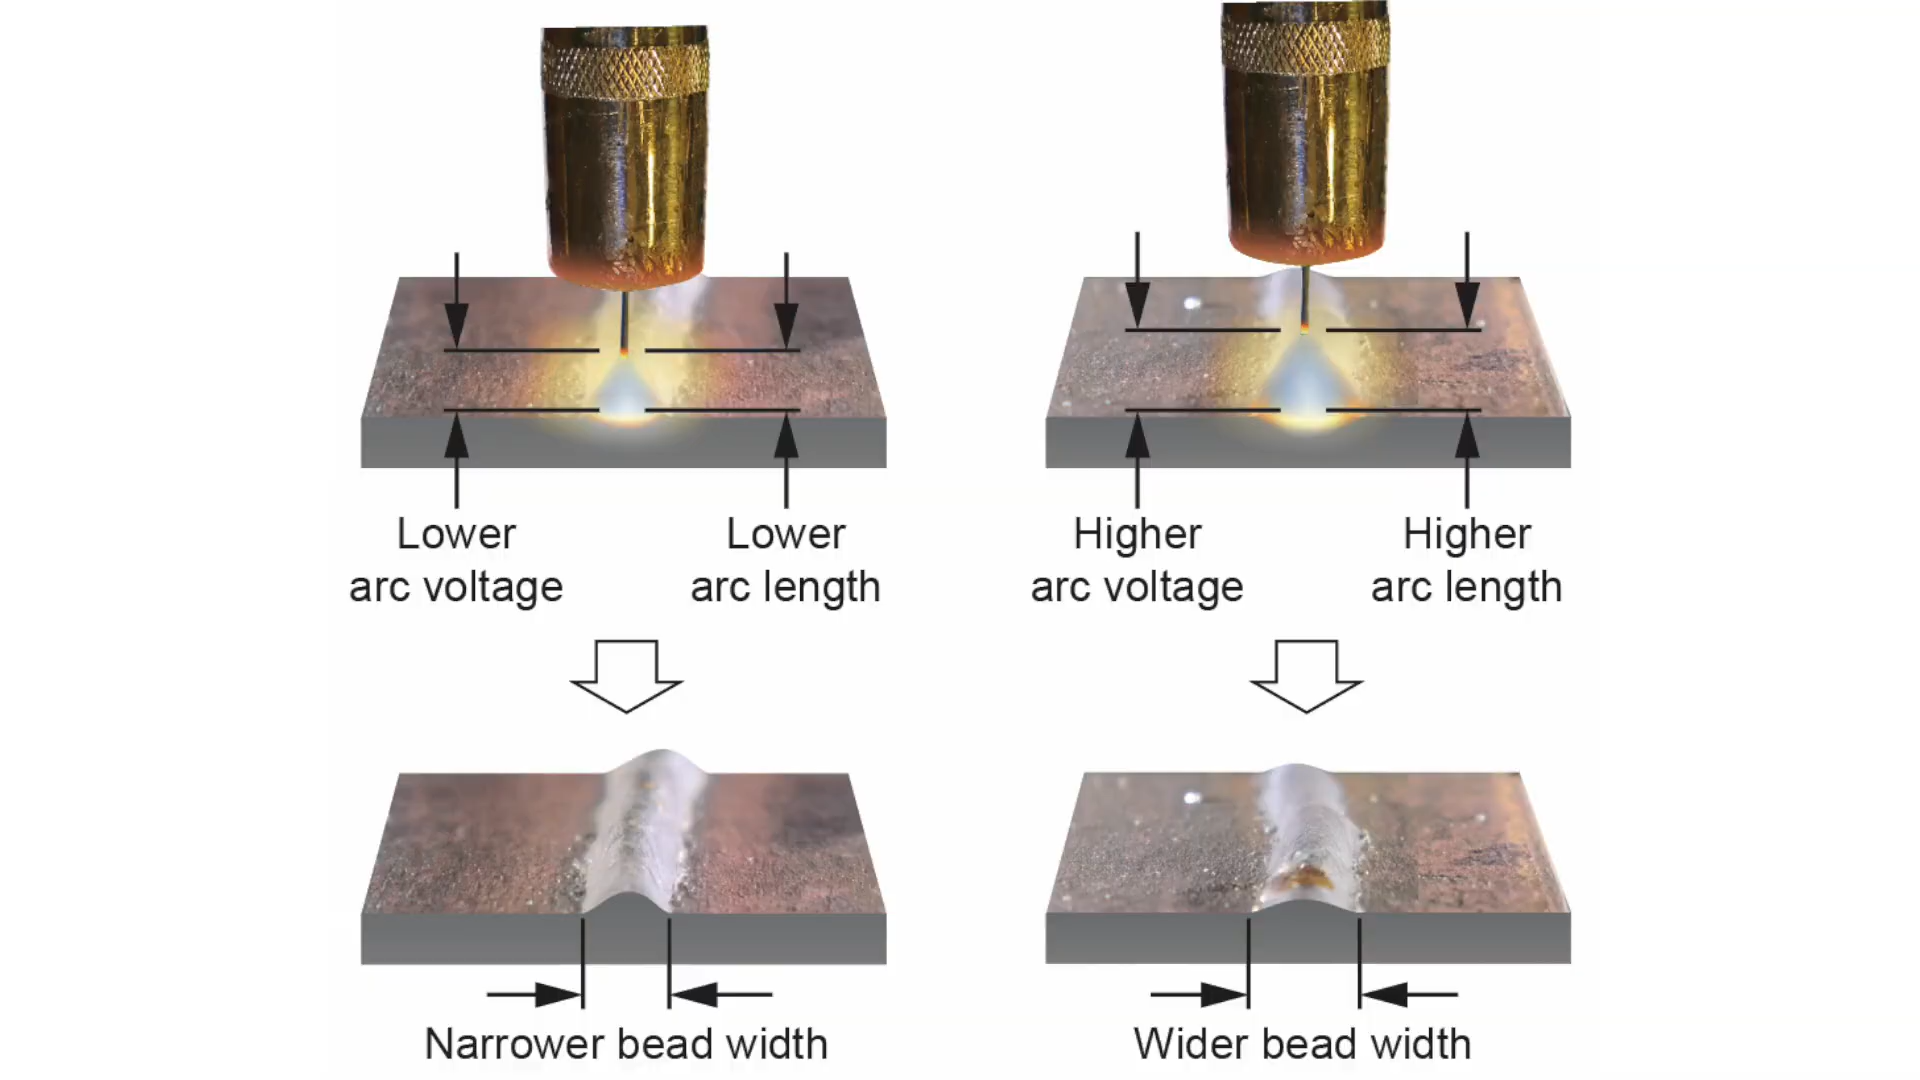 Lower
arc voltage
Lower
arc length
Higher
arc voltage
Higher
arc length
Narrower bead width
Wider bead width